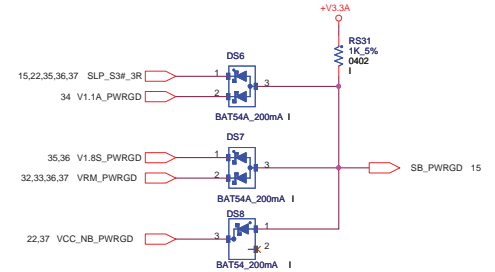 +V3.3A
RS31
1K_5%
0402
I
DS6
15,22,35,36,37 SLP_S3#_3R 1
3
34 V1.1A_PWRGD 2
BAT54A_200mA I
DS7
35,36 V1.8S_PWRGD 1
3 SB_PWRGD 15
32,33,36,37 VRM_PWRGD 2
BAT54A_200mA I
DS8
1
22,37 VCC_NB_PWRGD 3
2
BAT54_200mA I